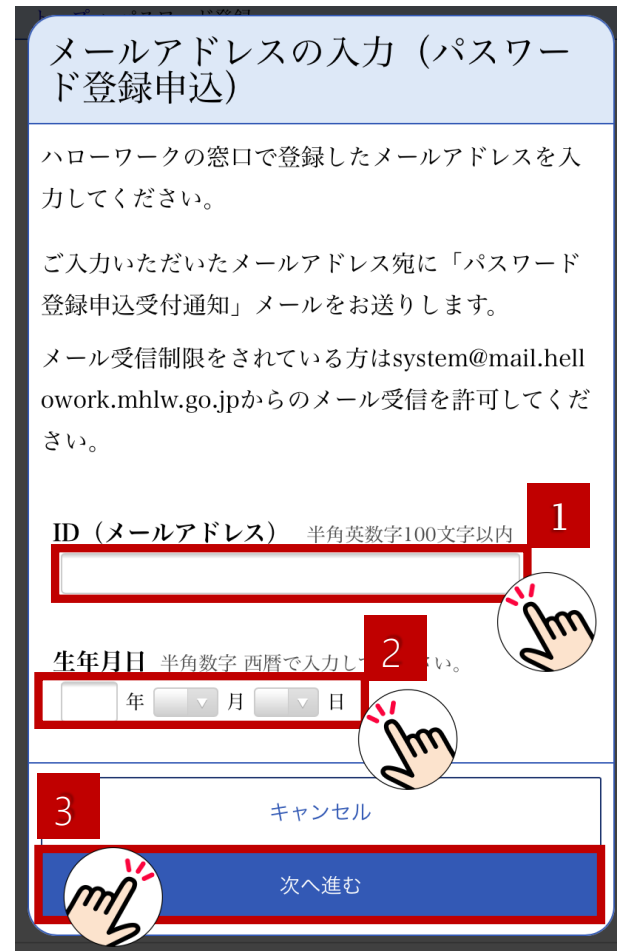 メールアドレスの入力（パスワー
ド登録申込）
ハローワークの窓口で登録したメールアドレスを入
力してください。
ご入力いただいたメールアドレス宛に「パスワード
登録申込受付通知」メールをお送りします。
メール受信制限をされている方はsystem@mail.hell
owork.mhlw.go.jpからのメール受信を許可してくだ
さい。
1
ID（メールアドレス） 半角英数字100文字以内
2
生年月日 半角数字 西暦で入力し い。
年 月 日
3
キャンセル
次へ進む